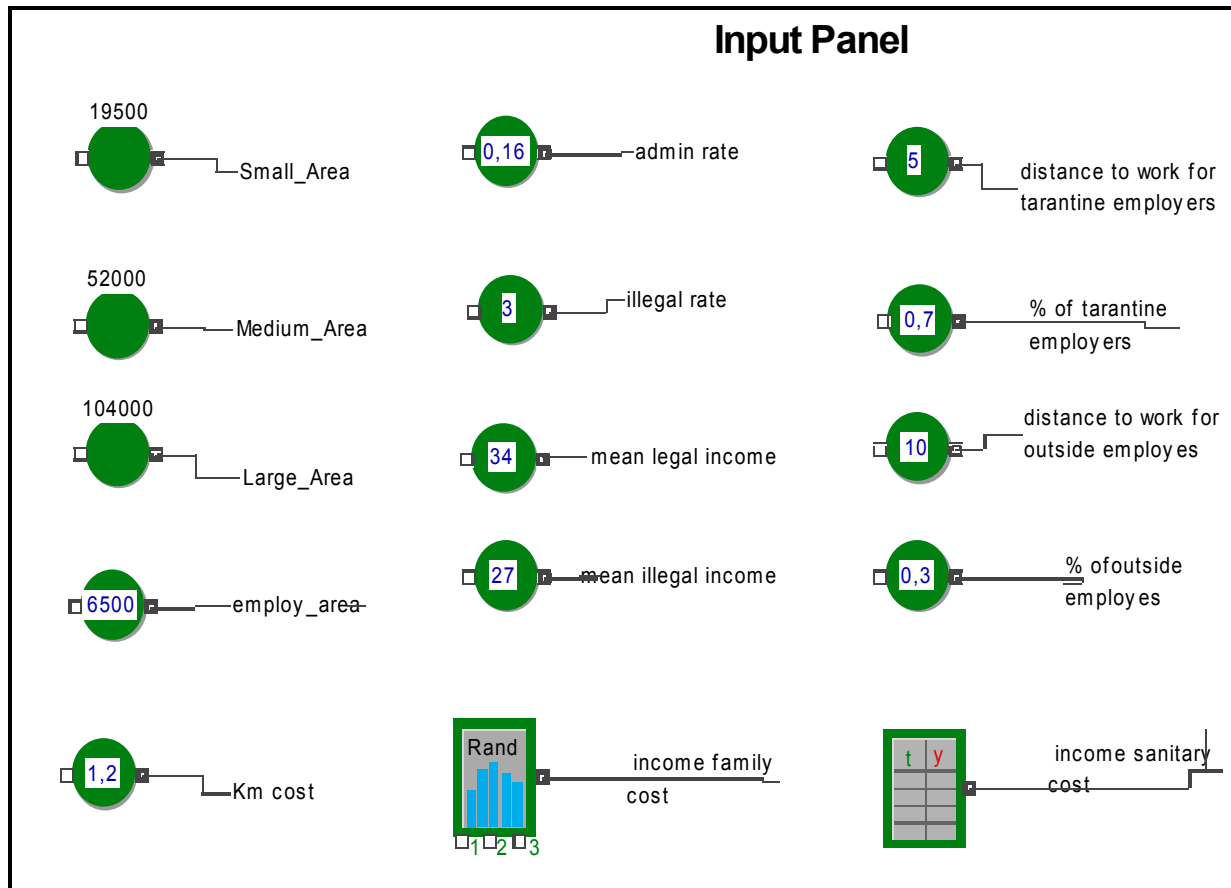 Input Panel
19500
Small_Area
0,16
admin rate
5
distance to work for
tarantine employers
52000
Medium_Area
3
illegal rate
0,7
% of tarantine
employers
104000
Large_Area
34
mean legal income
10
distance to work for
outside employes
6500
employ_area
27
mean illegal income
0,3
% ofoutside
employes
1,2
Km cost
Rand
1 2 3
income family
cost
t y
income sanitary
cost